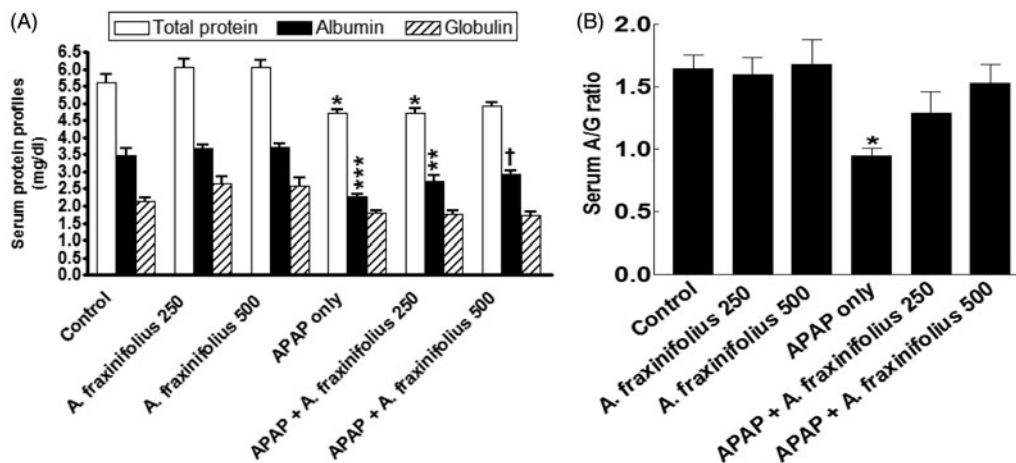 (A)
Total protein Albumin Globulin
Serum protein profiles
(mg/dl)
6.5
6.0
5.5
5.0
4.5
4.0
3.5
3.0
2.5
2.0
1.5
1.0
0.5
0.0
* * *** ** †
Control
A. fraxinifolius 250
A. fraxinifolius 500
APAP only
APAP + A. fraxinifolius 250
APAP + A. fraxinifolius 500
(B)
Serum A/G ratio
2.0
1.5
1.0
0.5
0.0
*
Control
A. fraxinifolius 250
A. fraxinifolius 500
APAP only
APAP + A. fraxinifolius 250
APAP + A. fraxinifolius 500